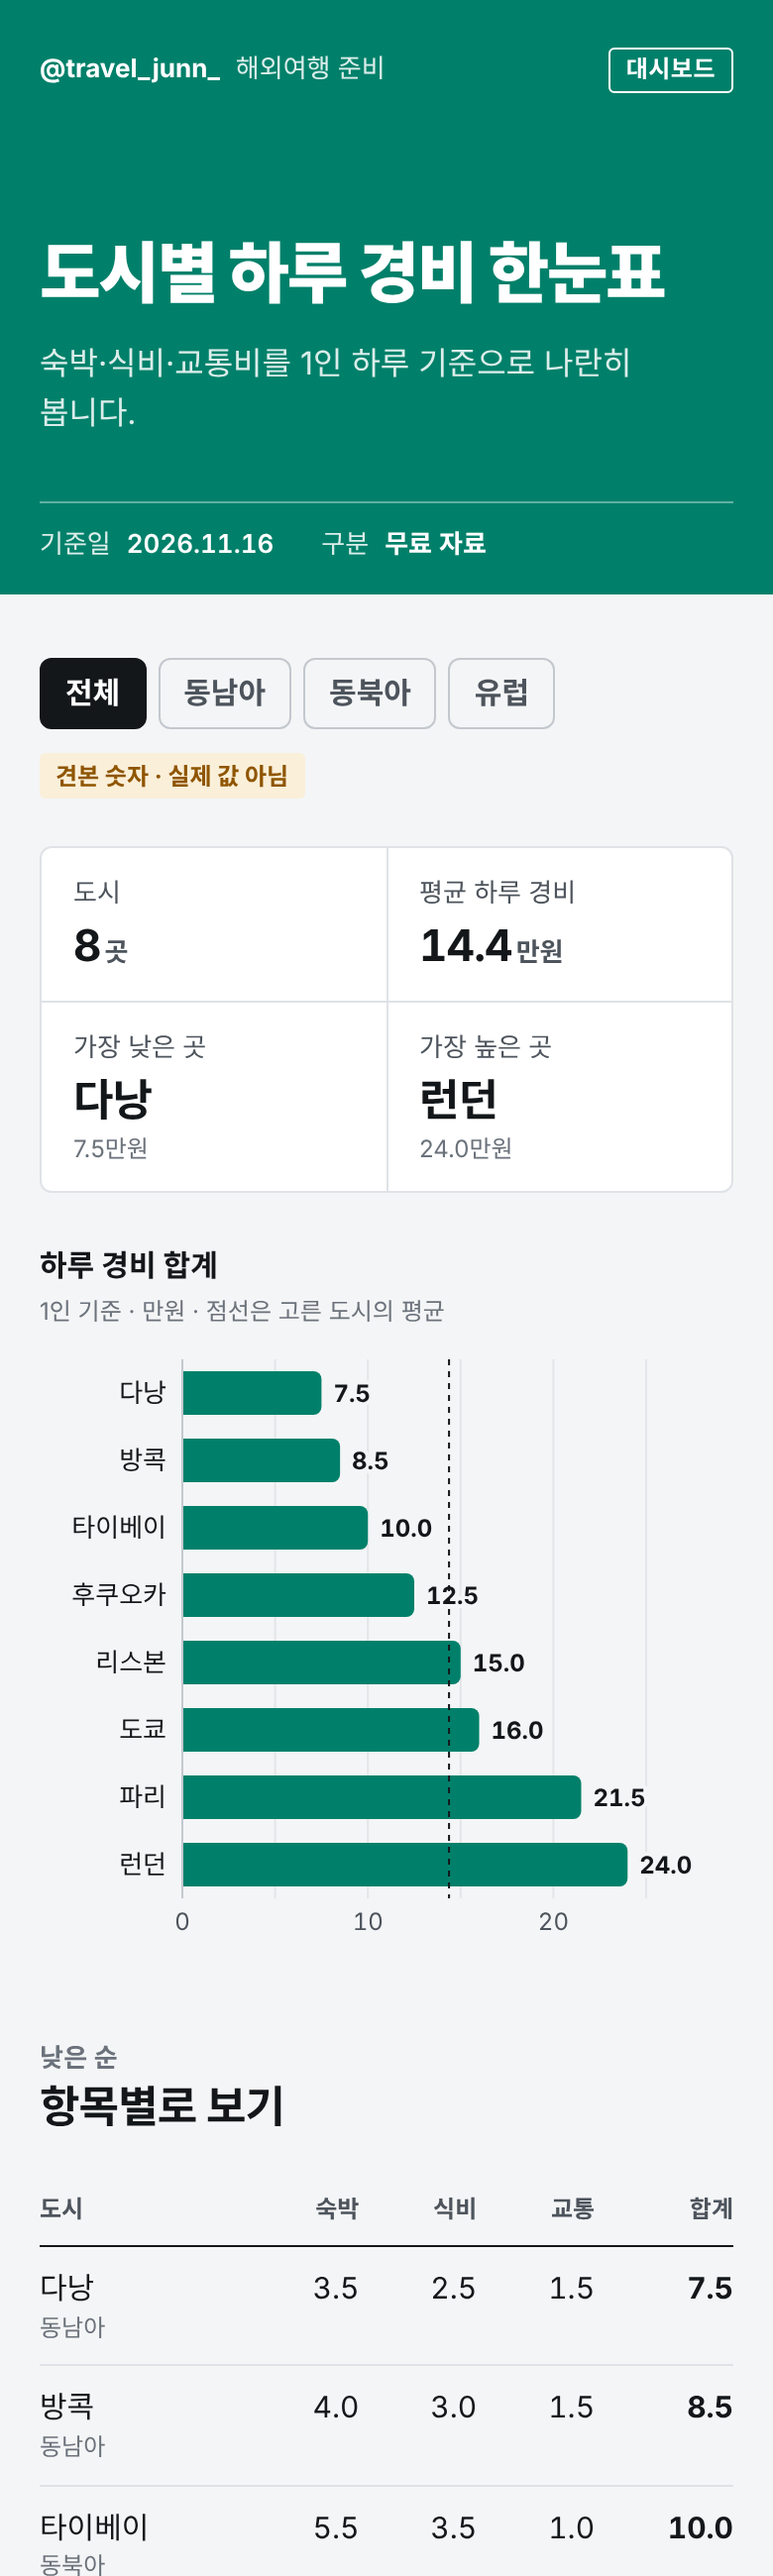 @travel_junn_ 해외여행 준비
대시보드
도시별 하루 경비 한눈표
숙박·식비·교통비를 1인 하루 기준으로 나란히
봅니다.
기준일 2026.11.16 구분 무료 자료
전체 동남아 동북아 유럽
견본 숫자 · 실제 값 아님
도시
8곳
평균 하루 경비
14.4만원
가장 낮은 곳
다낭
7.5만원
가장 높은 곳
런던
24.0만원
하루 경비 합계
1인 기준 · 만원 · 점선은 고른 도시의 평균
다낭 7.5
방콕 8.5
타이베이 10.0
후쿠오카 12.5
리스본 15.0
도쿄 16.0
파리 21.5
런던 24.0
0 10 20
낮은 순
항목별로 보기
도시 숙박 식비 교통 합계
다낭 3.5 2.5 1.5 7.5
동남아
방콕 4.0 3.0 1.5 8.5
동남아
타이베이 5.5 3.5 1.0 10.0
동북아